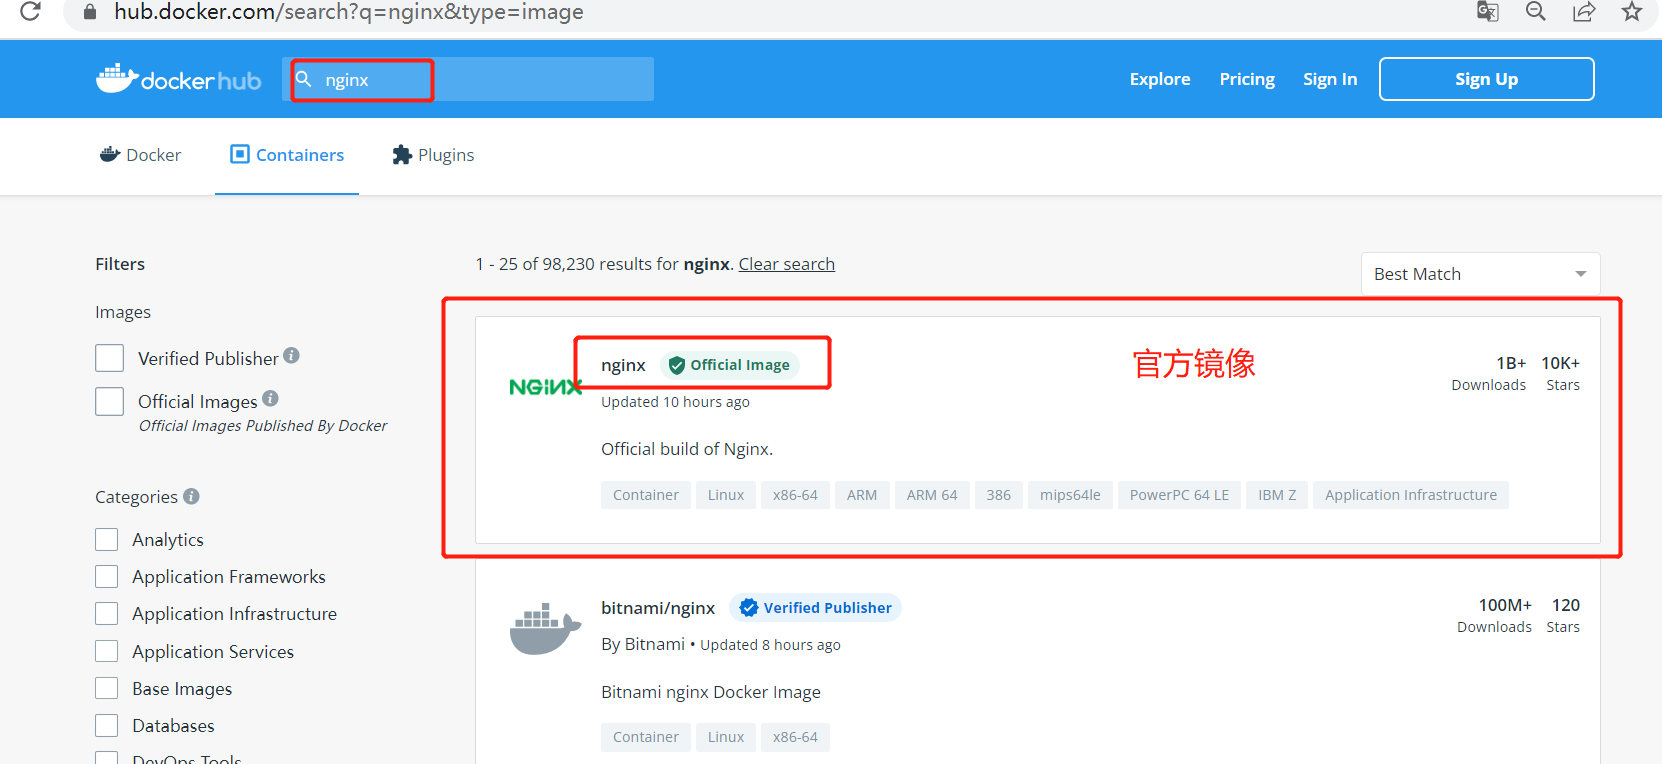 hub.docker.com/search?q=nginx&type=image
docker hub
nginx
Explore
Pricing
Sign In
Sign Up
Docker
Containers
Plugins
Filters
1 - 25 of 98,230 results for nginx. Clear search
Best Match
Images
Verified Publisher
Official Images
Official Images Published By Docker
Categories
Analytics
Application Frameworks
Application Infrastructure
Application Services
Base Images
Databases
DevOps Tools
NGINX
nginx
Official Image
官方镜像
1B+
Downloads
10K+
Stars
Updated 10 hours ago
Official build of Nginx.
Container
Linux
x86-64
ARM
ARM 64
386
mips64le
PowerPC 64 LE
IBM Z
Application Infrastructure
bitnami/nginx
Verified Publisher
100M+
Downloads
120
Stars
By Bitnami • Updated 8 hours ago
Bitnami nginx Docker Image
Container
Linux
x86-64